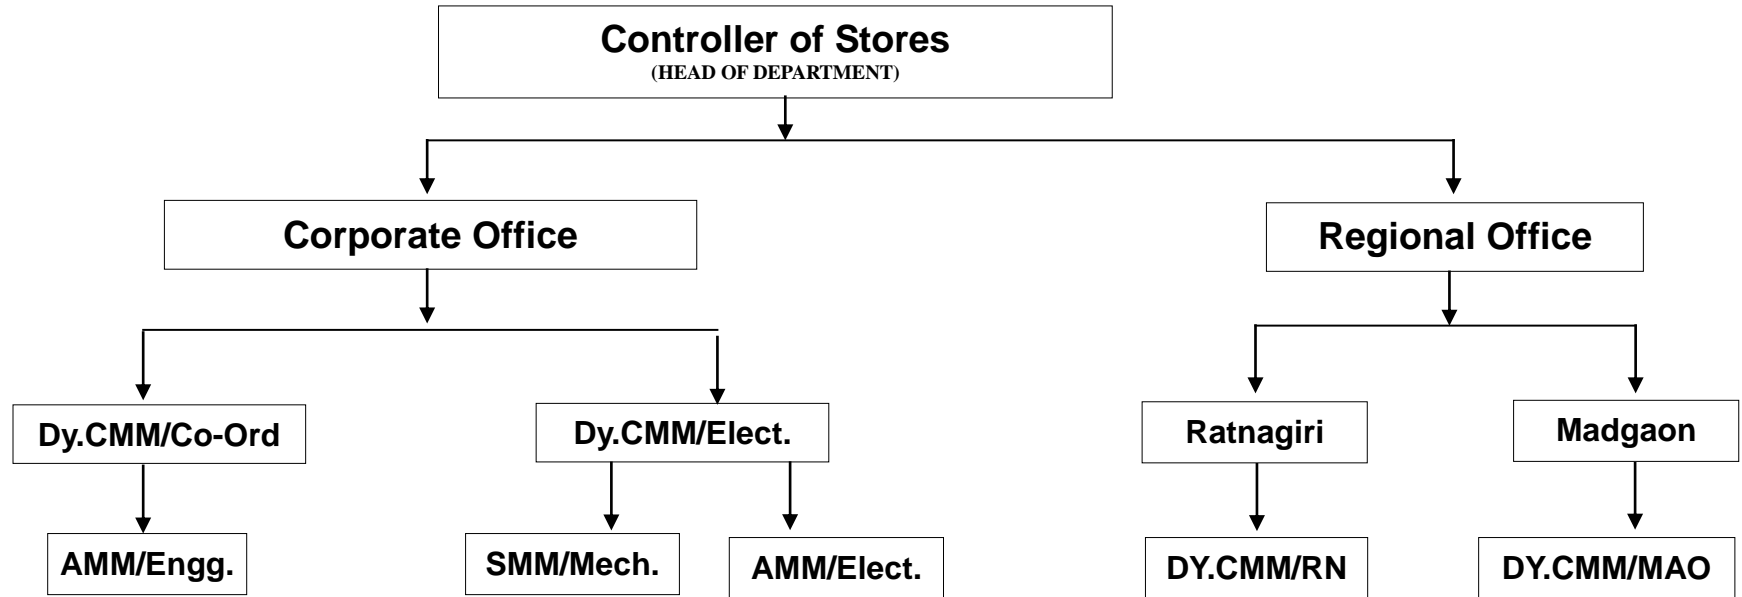 Controller of Stores
(HEAD OF DEPARTMENT)
Corporate Office
Regional Office
Dy.CMM/Co-Ord
Dy.CMM/Elect.
Ratnagiri
Madgaon
AMM/Engg.
SMM/Mech.
AMM/Elect.
DY.CMM/RN
DY.CMM/MAO